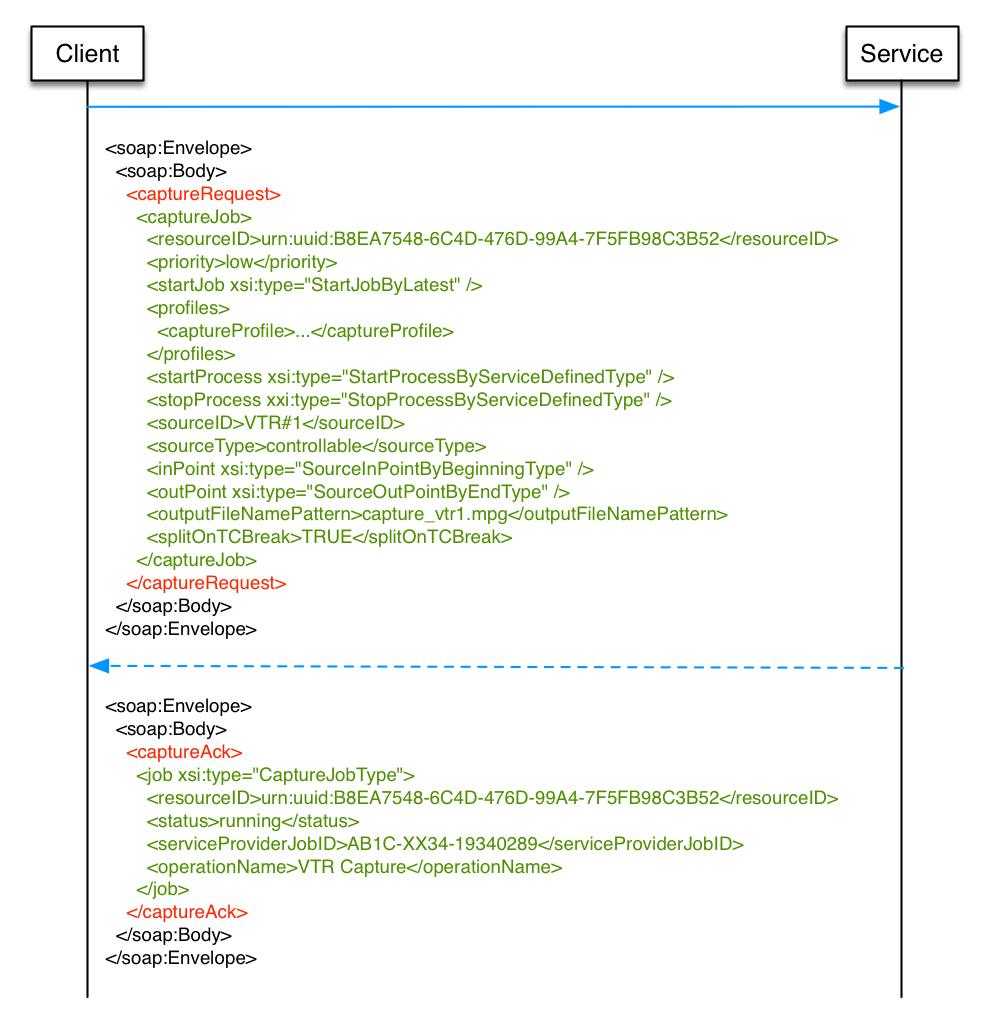 Client
Service
<soap:Envelope>
<soap:Body>
<captureRequest>
<captureJob>
<resourceID>urn:uuid:B8EA7548-6C4D-476D-99A4-7F5FB98C3B52</resourceID>
<priority>low</priority>
<startJob xsi:type="StartJobByLatest" />
<profiles>
<captureProfile>...</captureProfile>
</profiles>
<startProcess xsi:type="StartProcessByServiceDefinedType" />
<stopProcess xxi:type="StopProcessByServiceDefinedType" />
<sourceID>VTR#1</sourceID>
<sourceType>controllable</sourceType>
<inPoint xsi:type="SourceInPointByBeginningType" />
<outPoint xsi:type="SourceOutPointByEndType" />
<outputFileNamePattern>capture_vtr1.mpg</outputFileNamePattern>
<splitOnTCBreak>TRUE</splitOnTCBreak>
</captureJob>
</captureRequest>
</soap:Body>
</soap:Envelope>
<soap:Envelope>
<soap:Body>
<captureAck>
<job xsi:type="CaptureJobType">
<resourceID>urn:uuid:B8EA7548-6C4D-476D-99A4-7F5FB98C3B52</resourceID>
<status>running</status>
<serviceProviderJobID>AB1C-XX34-19340289</serviceProviderJobID>
<operationName>VTR Capture</operationName>
</job>
</captureAck>
</soap:Body>
</soap:Envelope>